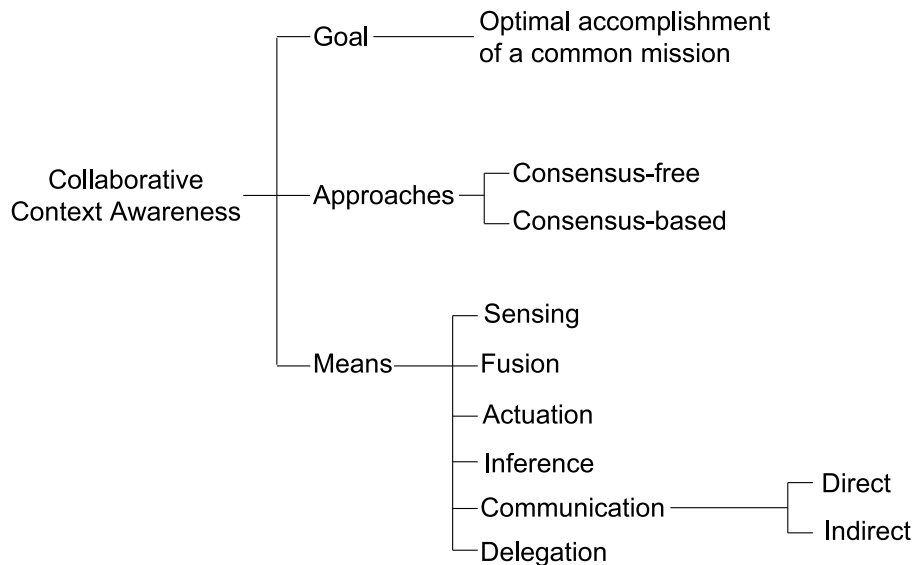 Goal
Optimal accomplishment
of a common mission
Collaborative
Context Awareness
Approaches
Consensus-free
Consensus-based
Means
Sensing
Fusion
Actuation
Inference
Communication
Direct
Indirect
Delegation